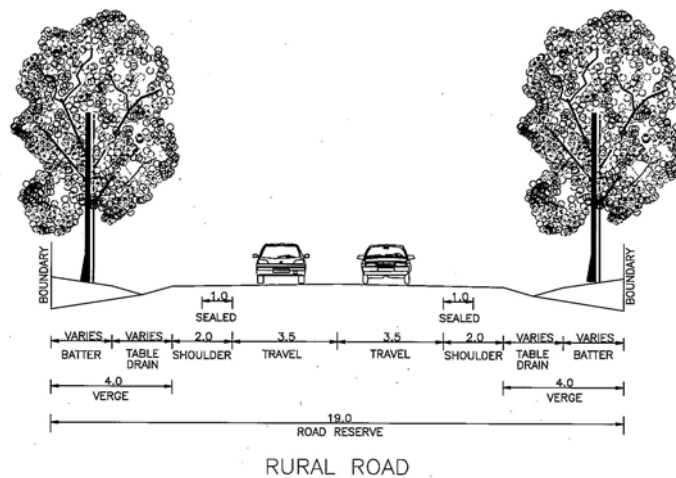 BOUNDARY
BOUNDARY
1.0
SEALED
1.0
SEALED
VARIES
BATTER
VARIES
TABLE
DRAIN
2.0
SHOULDER
3.5
TRAVEL
3.5
TRAVEL
2.0
SHOULDER
VARIES
TABLE
DRAIN
VARIES
BATTER
4.0
VERGE
4.0
VERGE
19.0
ROAD RESERVE
RURAL ROAD